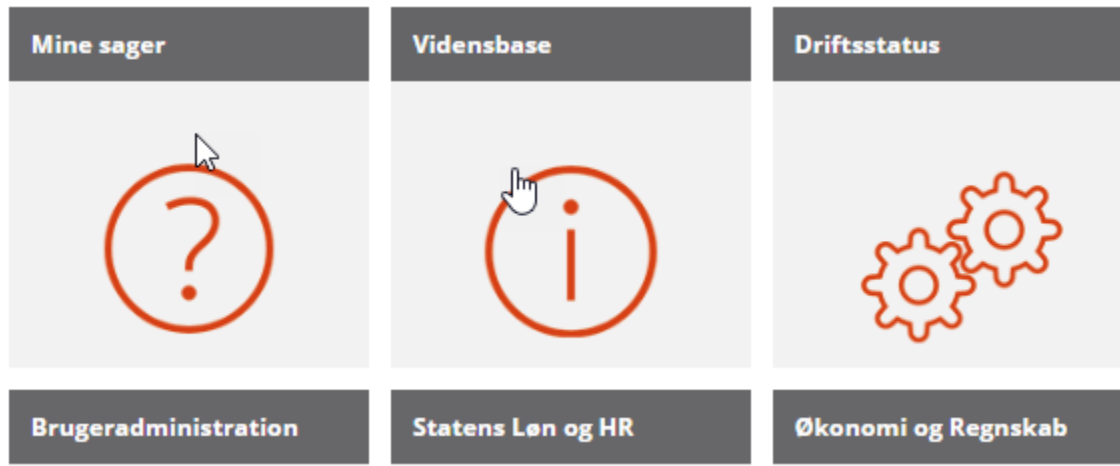 Mine sager
Vidensbase
Driftsstatus
Brugeradministration
Statens Løn og HR
Økonomi og Regnskab